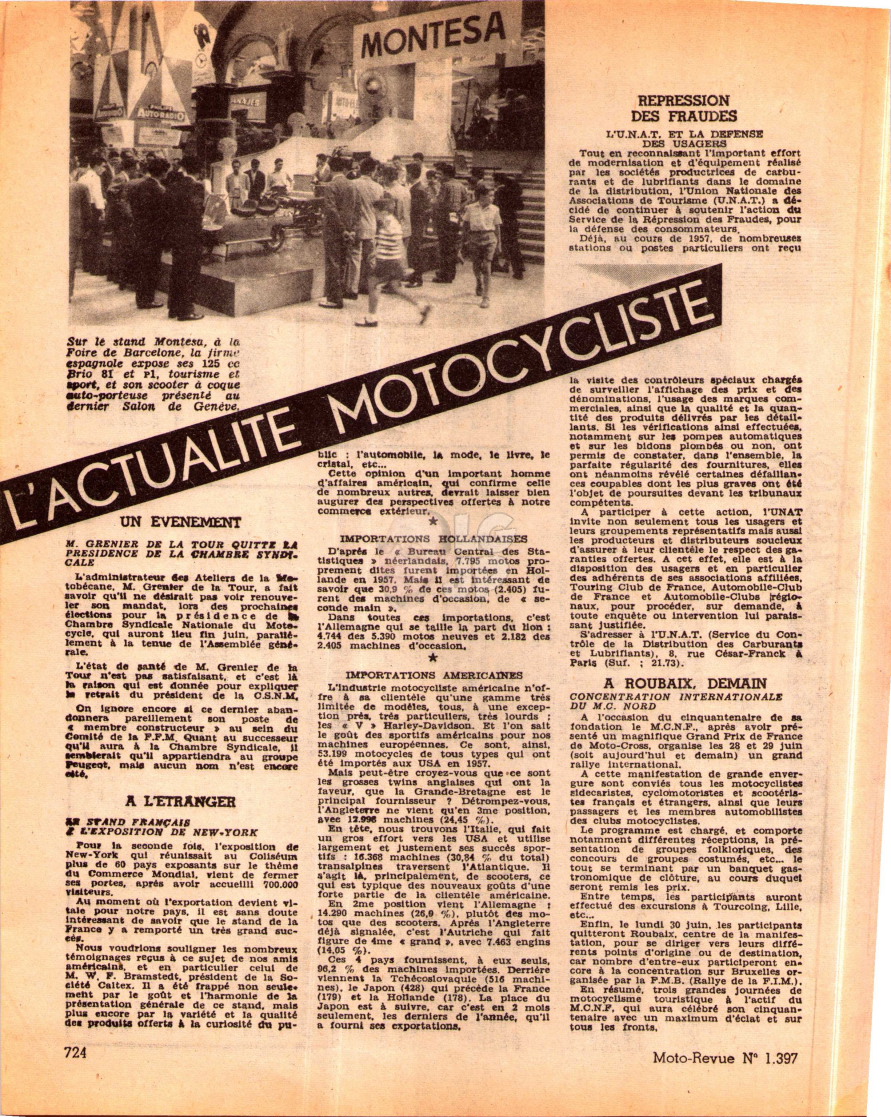 MONTESA
AUTO-RADIO
Sur le stand Montesa, à la
Foire de Barcelone, la firme
espagnole expose ses 125 cc
Brio 81 et 91, tourisme et
sport, et son scooter à coque
auto-porteuse présenté au
dernier Salon de Genève.
L'ACTUALITE MOTOCYCLISTE
UN EVENEMENT
M. GRENIER DE LA TOUR QUITTE LA
PRESIDENCE DE LA CHAMBRE SYNDI-
CALE
L'administrateur des Ateliers de la Mo-
tobécane, M. Grenier de la Tour, a fait
savoir qu'il ne désirait pas voir renouve-
ler son mandat, lors des prochaines
élections pour la présidence de la
Chambre Syndicale Nationale du Moto-
cycle, qui auront lieu fin juin, parallè-
lement à la tenue de l'Assemblée géné-
rale.
L'état de santé de M. Grenier de la
Tour n'est pas satisfaisant, et c'est là
la raison qui est donnée pour expliquer
le retrait du président de la C.S.N.M.
On ignore encore si ce dernier aban-
donnera pareillement son poste de
« membre constructeur » au sein du
Comité de la F.F.M. Quant au successeur
qu'il aura à la Chambre Syndicale, il
semblerait qu'il appartiendra au groupe
Peugeot, mais aucun nom n'est encore
cité.
A L'ETRANGER
STAND FRANÇAIS
L'EXPOSITION DE NEW-YORK
Pour la seconde fois, l'exposition de
New-York qui réunissait au Coliséum
plus de 60 pays exposants sur le thème
du Commerce Mondial, vient de fermer
ses portes, après avoir accueilli 700.000
visiteurs.
Au moment où l'exportation devient vi-
tale pour notre pays, il est sans doute
intéressant de savoir que le stand de la
France y a remporté un très grand suc-
cès.
Nous voudrions souligner les nombreux
témoignages reçus à ce sujet de nos amis
américains, et en particulier celui de
M. W. F. Bramstedt, président de la So-
ciété Caltex. Il a été frappé non seule-
ment par le goût et l'harmonie de la
présentation générale de ce stand, mais
plus encore par la variété et la qualité
des produits offerts à la curiosité du pu-
blic : l'automobile, la mode, le livre, le
cristal, etc...
Cette opinion d'un important homme
d'affaires américain, qui confirme celle
de nombreux autres, devrait laisser bien
augurer des perspectives offertes à notre
commerce extérieur.
★
IMPORTATIONS HOLLANDAISES
D'après le « Bureau Central des Sta-
tistiques » néerlandais, 7.795 motos pro-
prement dites furent importées en Hol-
lande en 1957. Mais il est intéressant de
savoir que 30,9 % de ces motos (2.405) fu-
rent des machines d'occasion, de « se-
conde main ».
Dans toutes ces importations, c'est
l'Allemagne qui se taille la part du lion :
4.744 des 5.390 motos neuves et 2.182 des
2.405 machines d'occasion.
★
IMPORTATIONS AMERICAINES
L'industrie motocycliste américaine n'of-
fre à sa clientèle qu'une gamme très
limitée de modèles, tous, à une excep-
tion près, très particuliers, très lourds :
les « V » Harley-Davidson. Et l'on sait
le goût des sportifs américains pour nos
machines européennes. Ce sont, ainsi,
53.199 motocycles de tous types qui ont
été importés aux USA en 1957.
Mais peut-être croyez-vous que ce sont
les grosses twins anglaises qui ont la
faveur, que la Grande-Bretagne est le
principal fournisseur ? Détrompez-vous,
l'Angleterre ne vient qu'en 3me position,
avec 12.996 machines (24,45 %).
En tête, nous trouvons l'Italie, qui fait
un gros effort vers les USA et utilise
largement et justement ses succès spor-
tifs : 16.368 machines (30,84 % du total)
transalpines traversent l'Atlantique. Il
s'agit là, principalement, de scooters, ce
qui est typique des nouveaux goûts d'une
forte partie de la clientèle américaine.
En 2me position vient l'Allemagne :
14.290 machines (26,9 %), plutôt des mo-
tos que des scooters. Après l'Angleterre
déjà signalée, c'est l'Autriche qui fait
figure de 4me « grand », avec 7.463 engins
(14,05 %).
Ces 4 pays fournissent, à eux seuls,
96,2 % des machines importées. Derrière
viennent la Tchécoslovaquie (516 machi-
nes), le Japon (428) qui précède la France
(179) et la Hollande (178). La place du
Japon est à suivre, car c'est en 2 mois
seulement, les derniers de l'année, qu'il
a fourni ses exportations.
REPRESSION
DES FRAUDES
L'U.N.A.T. ET LA DEFENSE
DES USAGERS
Tout en reconnaissant l'important effort
de modernisation et d'équipement réalisé
par les sociétés productrices de carbu-
rants et de lubrifiants dans le domaine
de la distribution, l'Union Nationale des
Associations de Tourisme (U.N.A.T.) a dé-
cidé de continuer à soutenir l'action du
Service de la Répression des Fraudes, pour
la défense des consommateurs.
Déjà, au cours de 1957, de nombreuses
stations ou postes particuliers ont reçu
la visite des contrôleurs spéciaux chargés
de surveiller l'affichage des prix et des
dénominations, l'usage des marques com-
merciales, ainsi que la qualité et la quan-
tité des produits délivrés par les détail-
lants. Si les vérifications ainsi effectuées,
notamment sur les pompes automatiques
et sur les bidons plombés ou non, ont
permis de constater, dans l'ensemble, la
parfaite régularité des fournitures, elles
ont néanmoins révélé certaines défaillan-
ces coupables dont les plus graves ont été
l'objet de poursuites devant les tribunaux
compétents.
A participer à cette action, l'UNAT
invite non seulement tous les usagers et
leurs groupements représentatifs mais aussi
les producteurs et distributeurs soucieux
d'assurer à leur clientèle le respect des ga-
ranties offertes. A cet effet, elle est à la
disposition des usagers et en particulier
des adhérents de ses associations affiliées,
Touring Club de France, Automobile-Club
de France et Automobile-Clubs Régio-
naux, pour procéder, sur demande, à
toute enquête ou intervention lui parais-
sant justifiée.
S'adresser à l'U.N.A.T. (Service du Con-
trôle de la Distribution des Carburants
et Lubrifiants), 8, rue César-Franck à
Paris (Suf. : 21.73).
A ROUBAIX, DEMAIN
CONCENTRATION INTERNATIONALE
DU M.C. NORD
A l'occasion du cinquantenaire de sa
fondation le M.C.N.F., après avoir pré-
senté un magnifique Grand Prix de France
de Moto-Cross, organise les 28 et 29 juin
(soit aujourd'hui et demain) un grand
rallye international.
A cette manifestation de grande enver-
gure sont conviés tous les motocyclistes
sidecaristes, cyclomotoristes et scootéris-
tes français et étrangers, ainsi que leurs
passagers et les membres automobilistes
des clubs motocyclistes.
Le programme est chargé, et comporte
notamment différentes réceptions, la pré-
sentation de groupes folkloriques, des
concours de groupes costumés, etc... le
tout se terminant par un banquet gas-
tronomique de clôture, au cours duquel
seront remis les prix.
Entre temps, les participants auront
effectué des excursions à Tourcoing, Lille,
etc...
Enfin, le lundi 30 juin, les participants
quitteront Roubaix, centre de la manifes-
tation, pour se diriger vers leurs diffé-
rents points d'origine ou de destination,
car nombre d'entre-eux participeront en-
core à la concentration sur Bruxelles or-
ganisée par la F.M.B. (Rallye de la F.I.M.).
En résumé, trois grandes journées de
motocyclisme touristique à l'actif du
M.C.N.F. qui aura célébré son cinquan-
tenaire avec un maximum d'éclat et sur
tous les fronts.
724
Moto-Revue N° 1.397